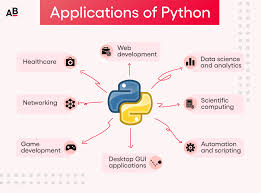 AB
Applications of Python
Web
development
Healthcare
Data science
and analytics
Networking
Scientific
computing
Game
development
Desktop GUI
applications
Automation
and scripting